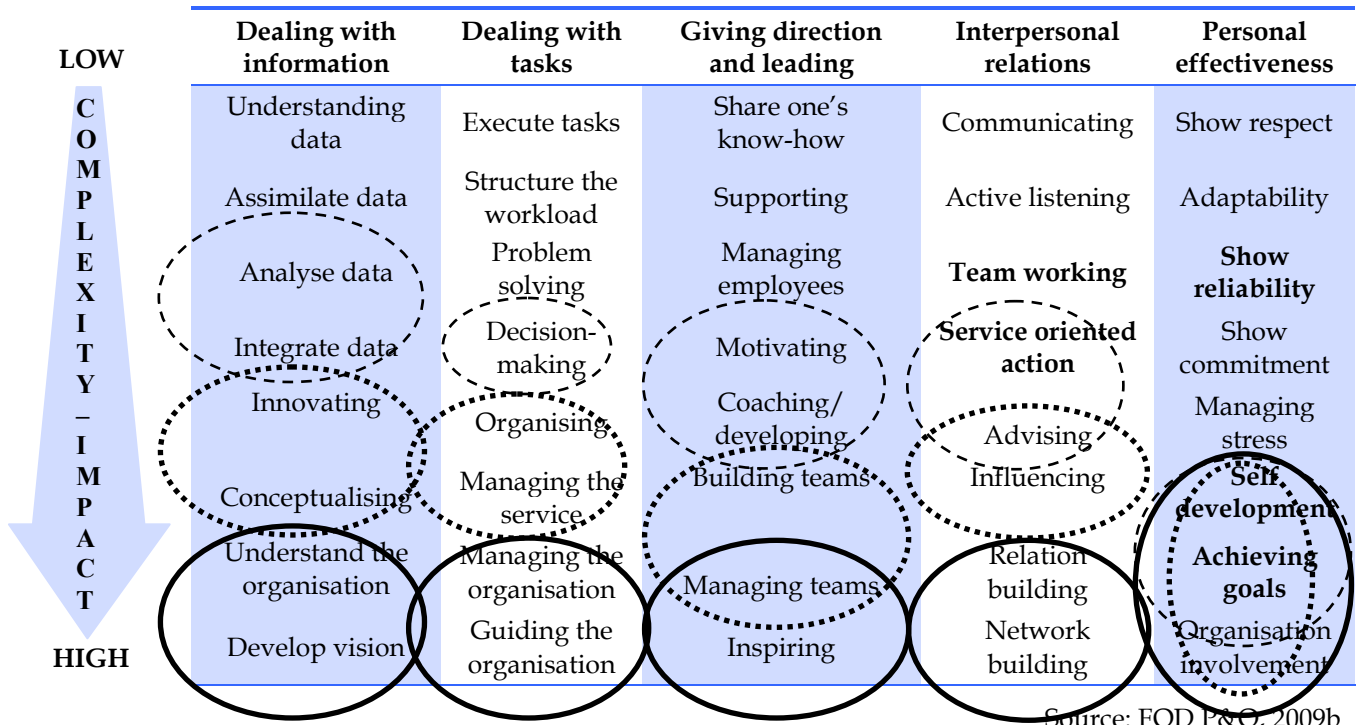 LOW
COMPLEXITY – IMPACT
HIGH
Dealing with
information
Understanding
data
Assimilate data
Analyse data
Integrate data
Innovating
Conceptualising
Understand the
organisation
Develop vision
Dealing with
tasks
Execute tasks
Structure the
workload
Problem
solving
Decision-
making
Organising
Managing the
service
Managing the
organisation
Guiding the
organisation
Giving direction
and leading
Share one's
know-how
Supporting
Managing
employees
Motivating
Coaching/
developing
Building teams
Managing teams
Inspiring
Interpersonal
relations
Communicating
Active listening
Team working
Service oriented
action
Advising
Influencing
Relation
building
Network
building
Personal
effectiveness
Show respect
Adaptability
Show
reliability
Show
commitment
Managing
stress
Self
development
Achieving
goals
Organisation
involvement
Source: FOD P&O, 2009b